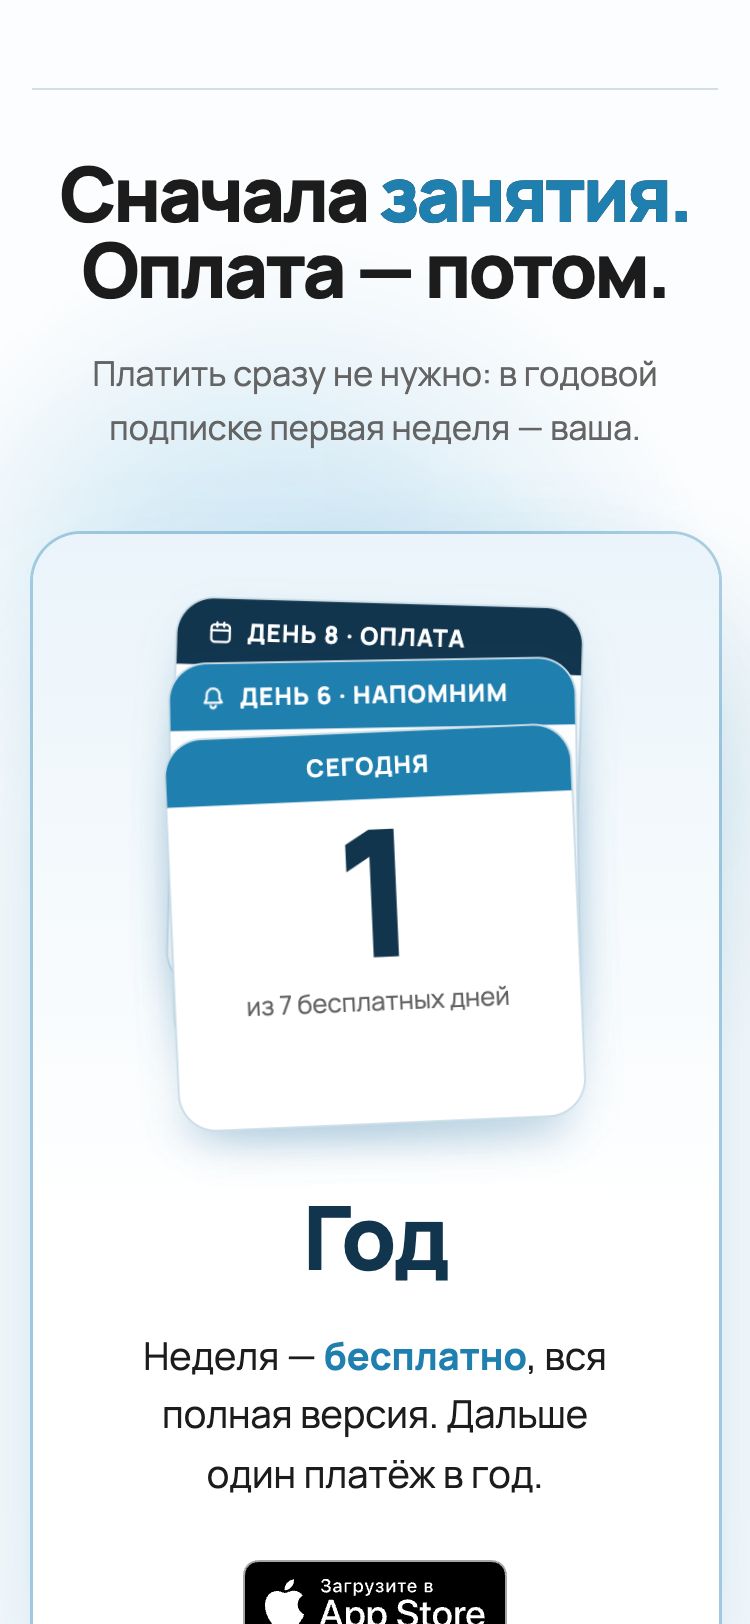 Сначала занятия.
Оплата — потом.
Платить сразу не нужно: в годовой
подписке первая неделя — ваша.
ДЕНЬ 8 · ОПЛАТА
ДЕНЬ 6 · НАПОМНИМ
СЕГОДНЯ
1
из 7 бесплатных дней
Год
Неделя — бесплатно, вся
полная версия. Дальше
один платёж в год.
Загрузите в
App Store